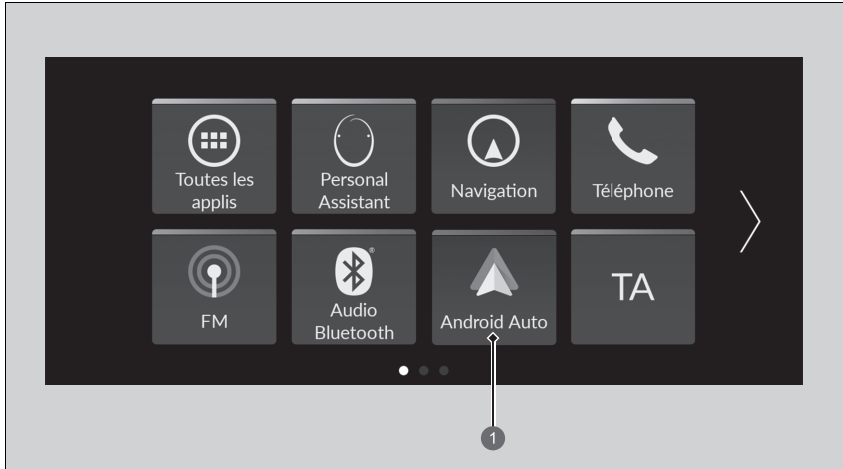 Toutes les
applis
Personal
Assistant
Navigation
Téléphone
FM
Audio
Bluetooth
®
Android Auto
TA
1